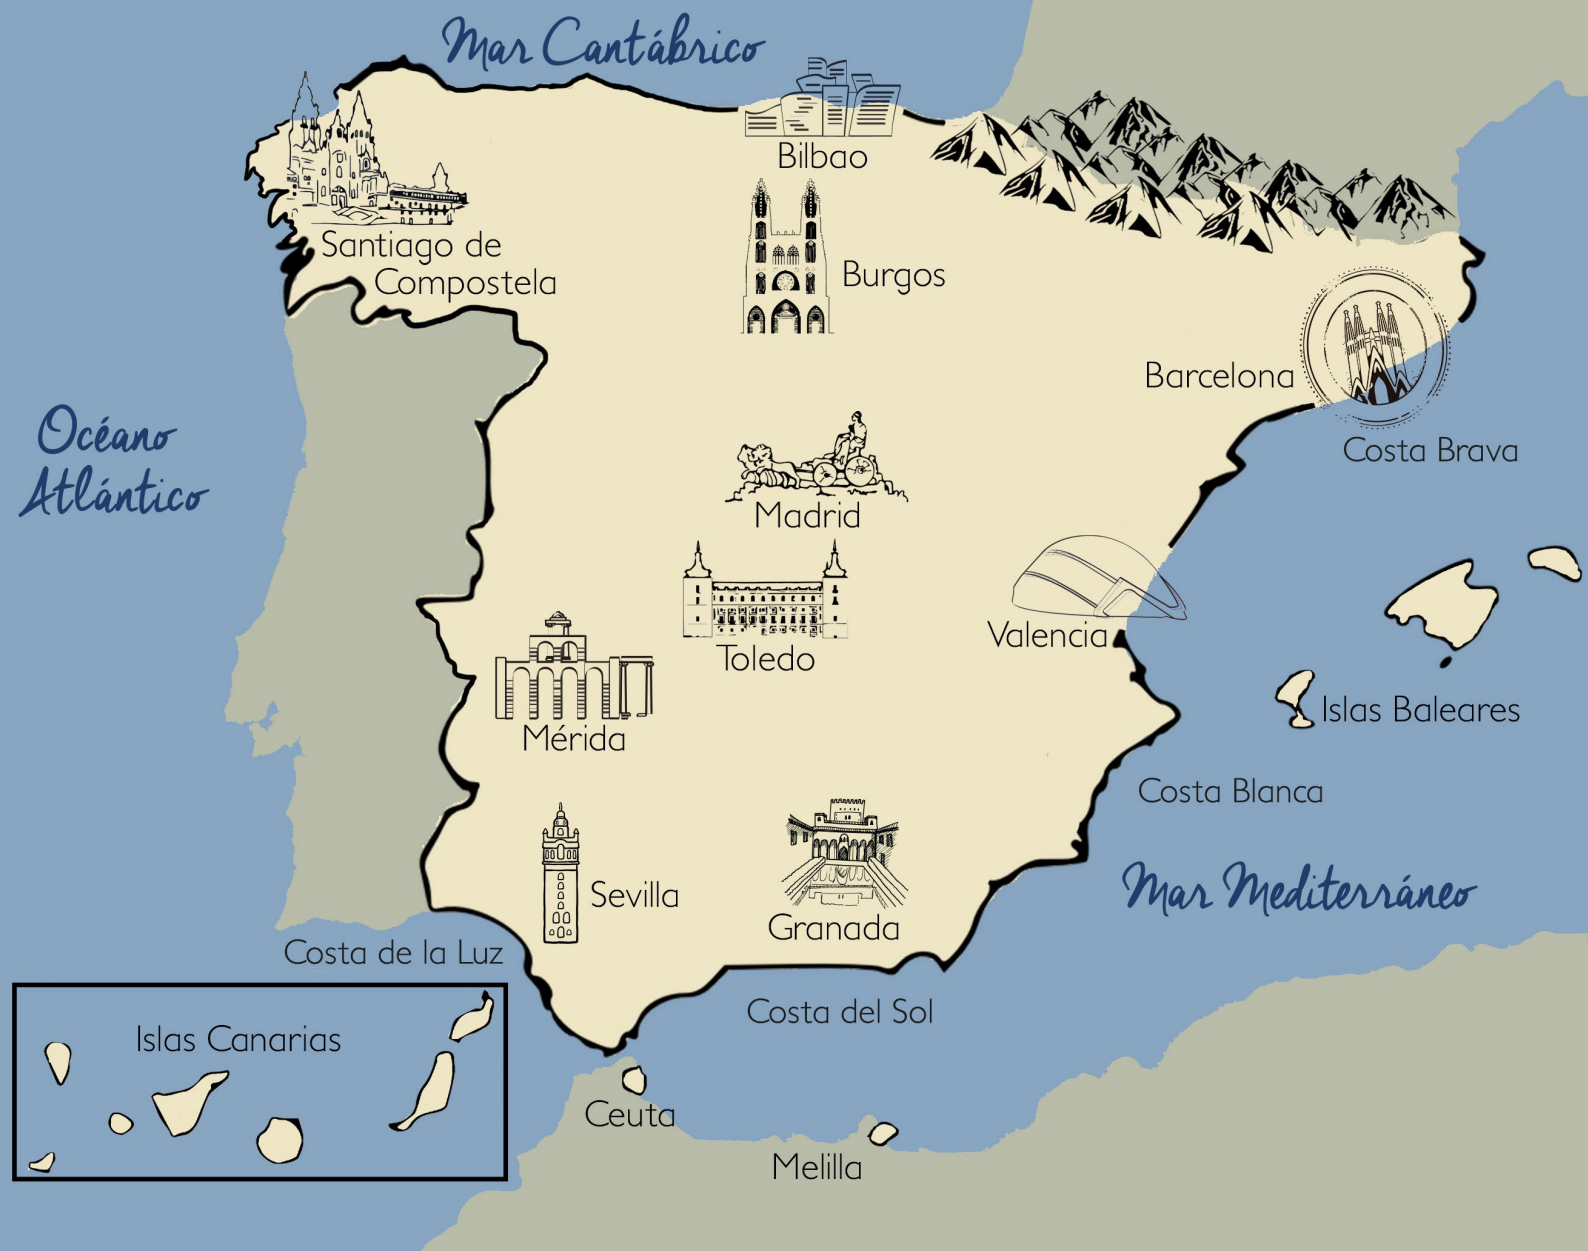 Mar Cantábrico
Bilbao
Santiago de
Compostela
Burgos
Barcelona
Océano
Atlántico
Costa Brava
Madrid
Valencia
Toledo
Islas Baleares
Mérida
Costa Blanca
Mar Mediterráneo
Sevilla
Granada
Costa de la Luz
Costa del Sol
Islas Canarias
Ceuta
Melilla